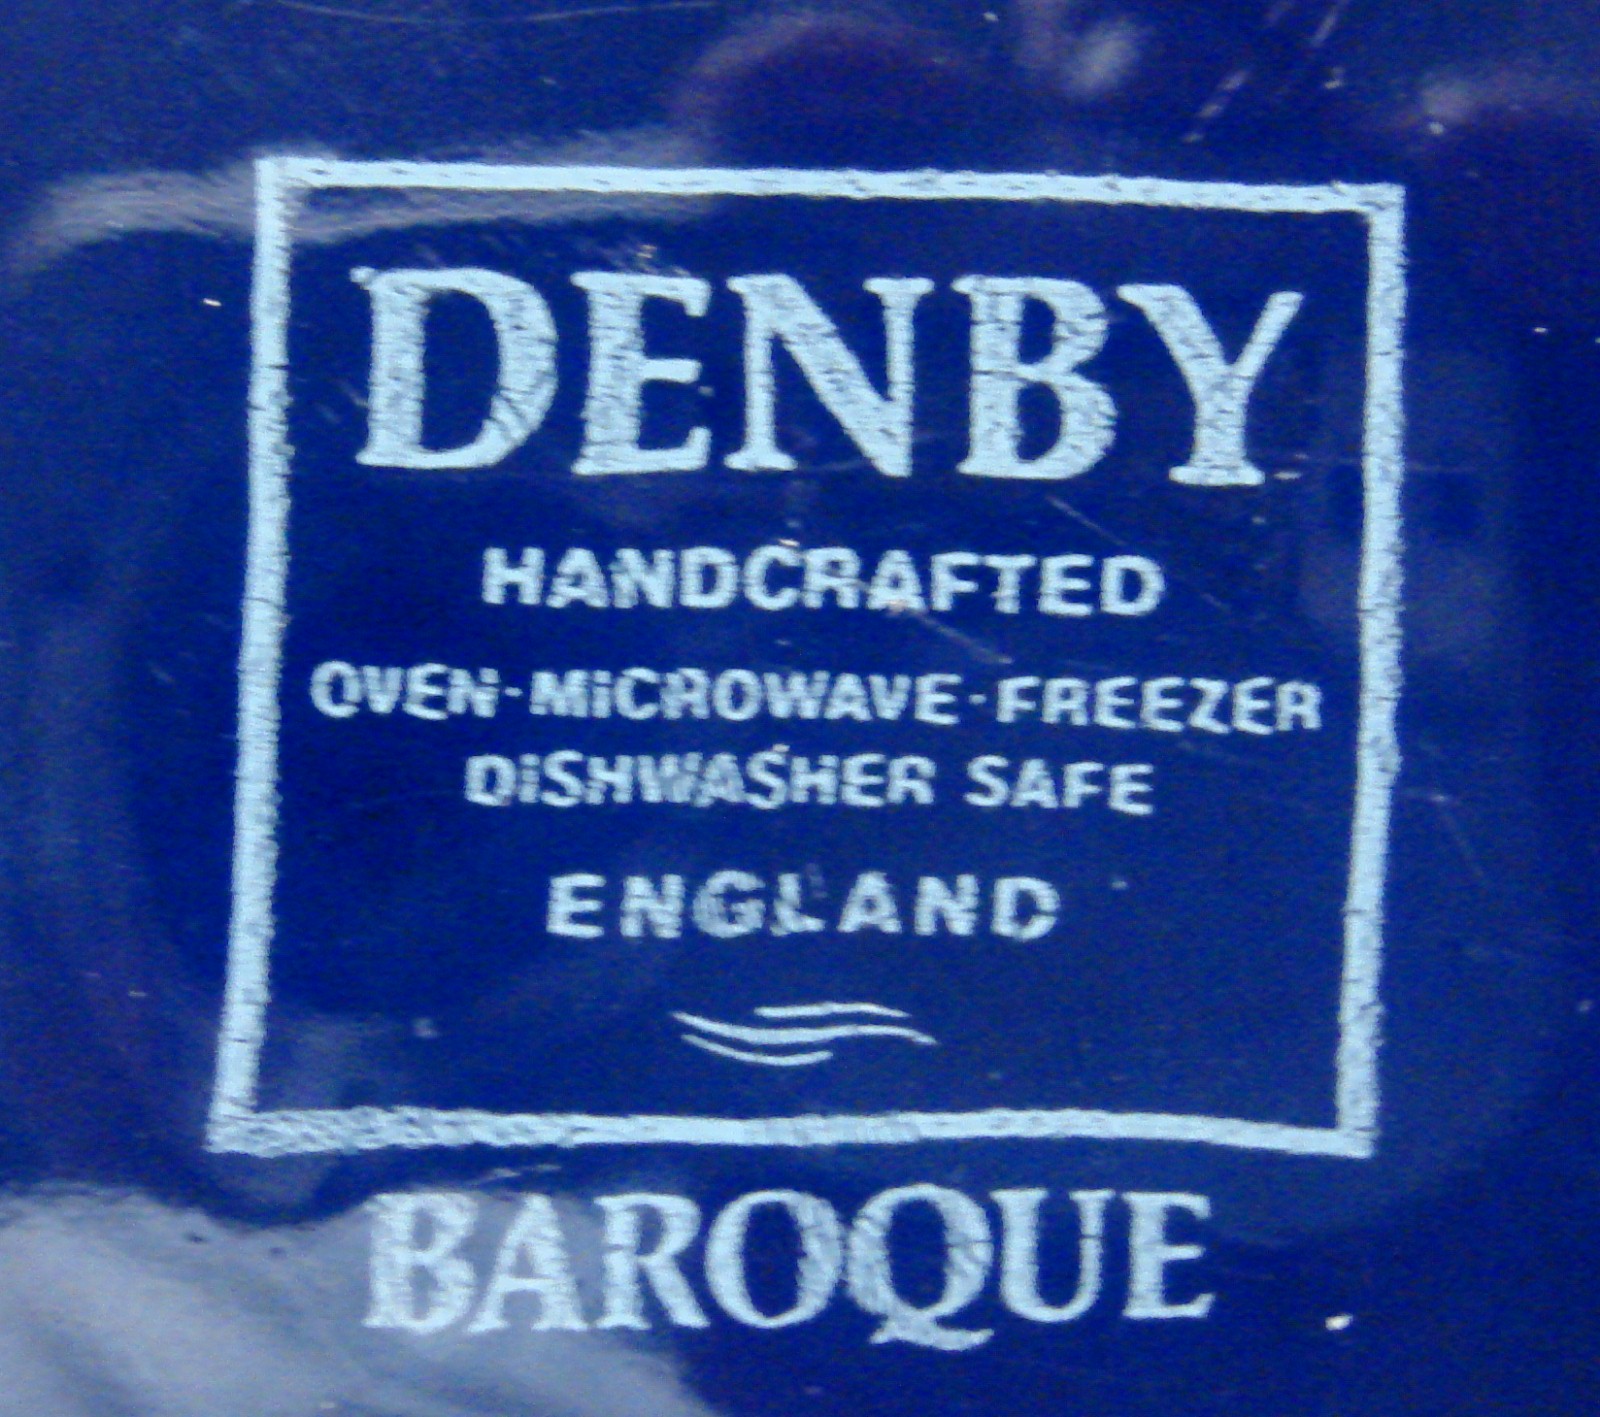 DENBY
HANDCRAFTED
OVEN-MiCROWAVE-FREEZER
DiSHWASHER SAFE
ENGLAND
BAROQUE